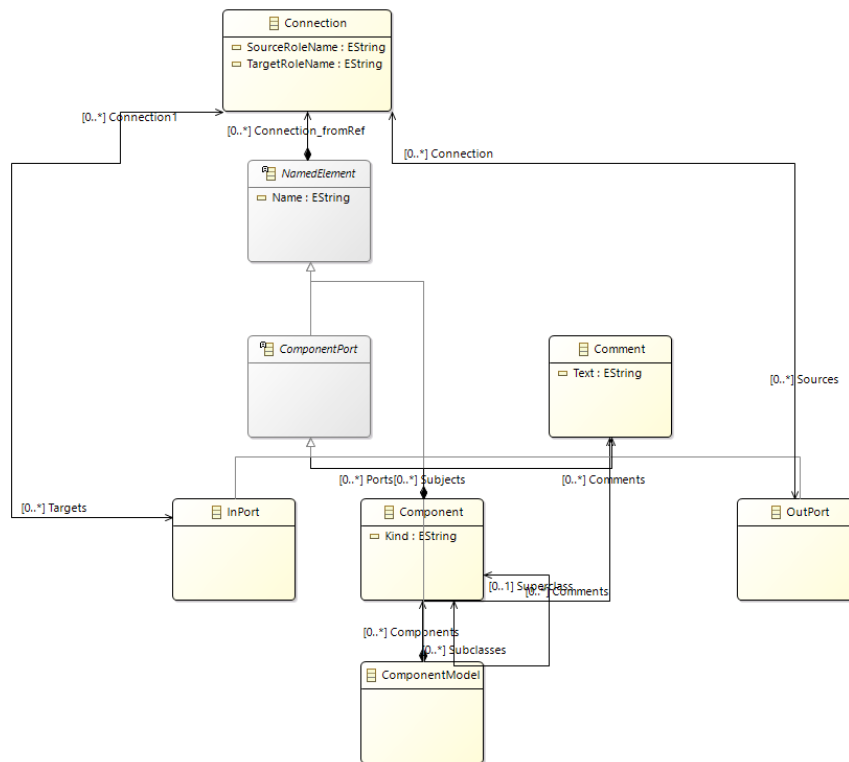 Connection
SourceRoleName : EString
TargetRoleName : EString
[0..*] Connection1
[0..*] Connection_fromRef
[0..*] Connection
NamedElement
Name : EString
ComponentPort
Comment
Text : EString
[0..*] Sources
[0..*] Ports
[0..*] Subjects
[0..*] Comments
[0..*] Targets
InPort
Component
Kind : EString
OutPort
[0..1] Superclass
[0..*] Comments
[0..*] Components
[0..*] Subclasses
ComponentModel